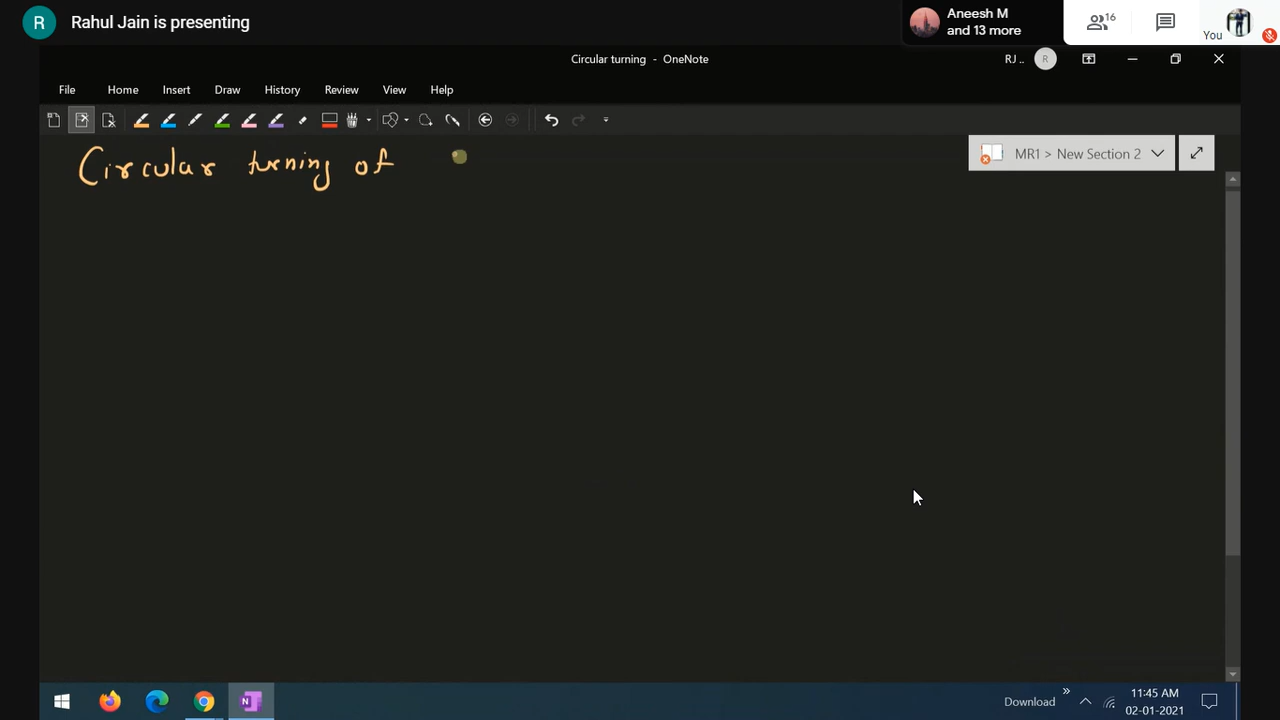 R Rahul Jain is presenting
Aneesh M
and 13 more
16
You
Circular turning - OneNote
RJ ..
R
File Home Insert Draw History Review View Help
Circular turning of
MR1 > New Section 2
Download
»
11:45 AM
02-01-2021